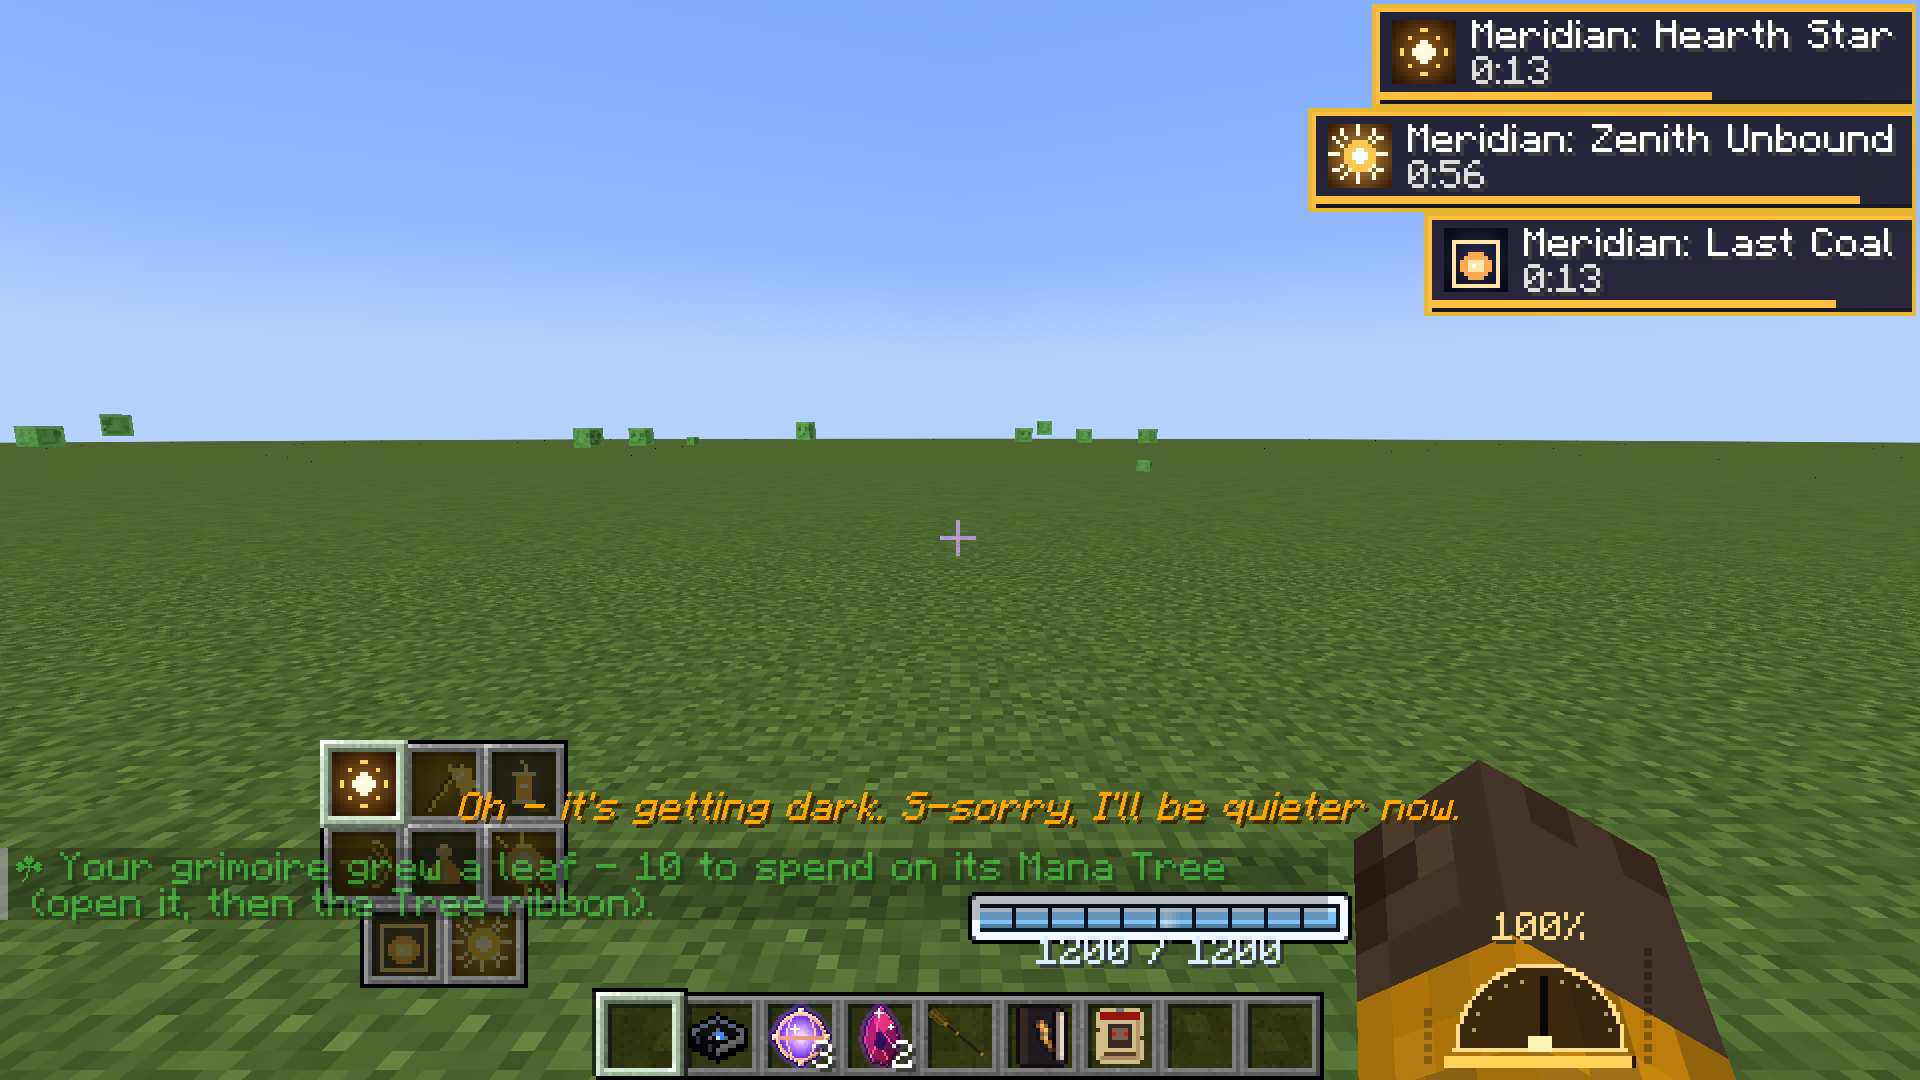 Meridian: Hearth Star
0:13
Meridian: Zenith Unbound
0:56
Meridian: Last Coal
0:13
Oh - it's getting dark. S-sorry, I'll be quieter now.
☘ Your grimoire grew a leaf - 10 to spend on its Mana Tree
(open it, then the Tree ribbon).
1200 / 1200
100%
3
2